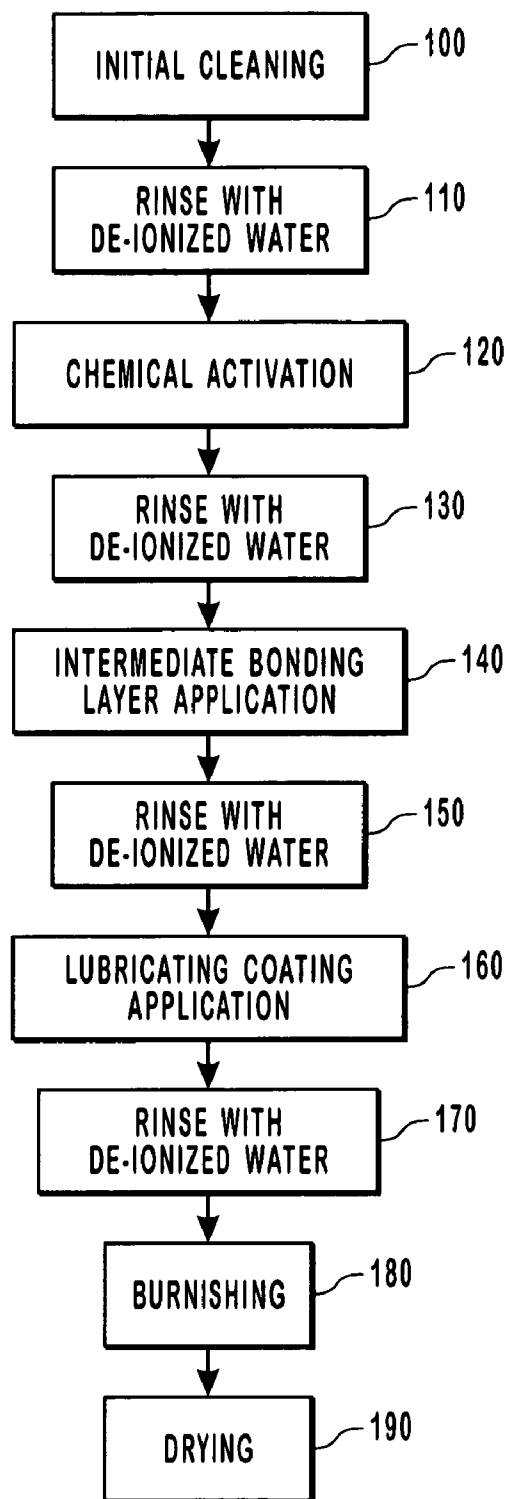 INITIAL CLEANING
100
RINSE WITH
DE-IONIZED WATER
110
CHEMICAL ACTIVATION
120
RINSE WITH
DE-IONIZED WATER
130
INTERMEDIATE BONDING
LAYER APPLICATION
140
RINSE WITH
DE-IONIZED WATER
150
LUBRICATING COATING
APPLICATION
160
RINSE WITH
DE-IONIZED WATER
170
BURNISHING
180
DRYING
190